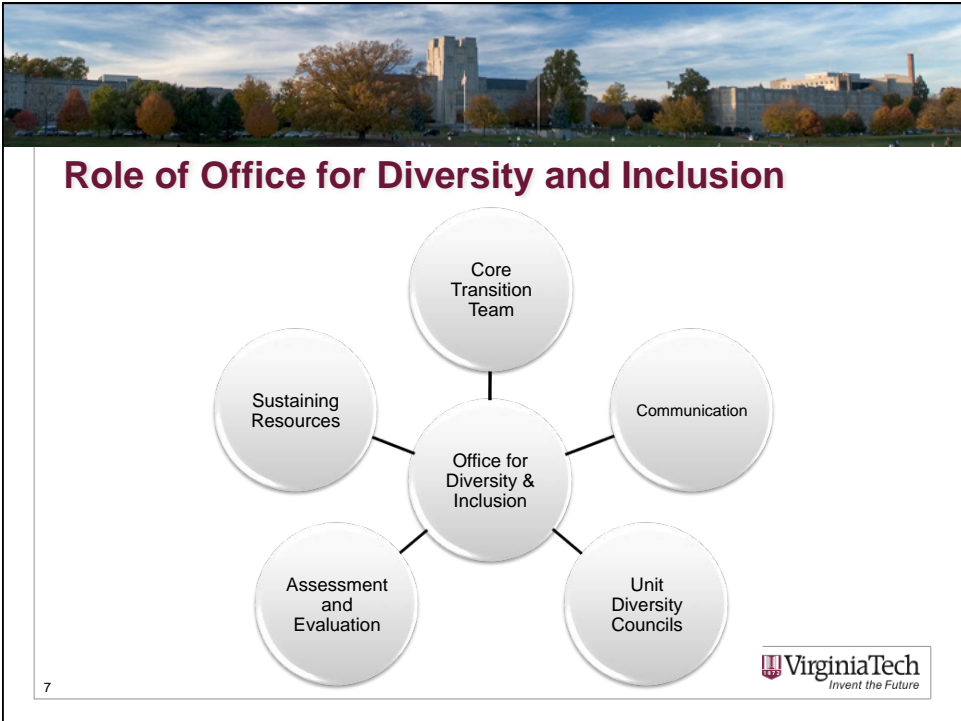 Role of Office for Diversity and Inclusion
Core
Transition
Team
Sustaining
Resources
Communication
Office for
Diversity &
Inclusion
Assessment
and
Evaluation
Unit
Diversity
Councils
1872
VirginiaTech
Invent the Future
7